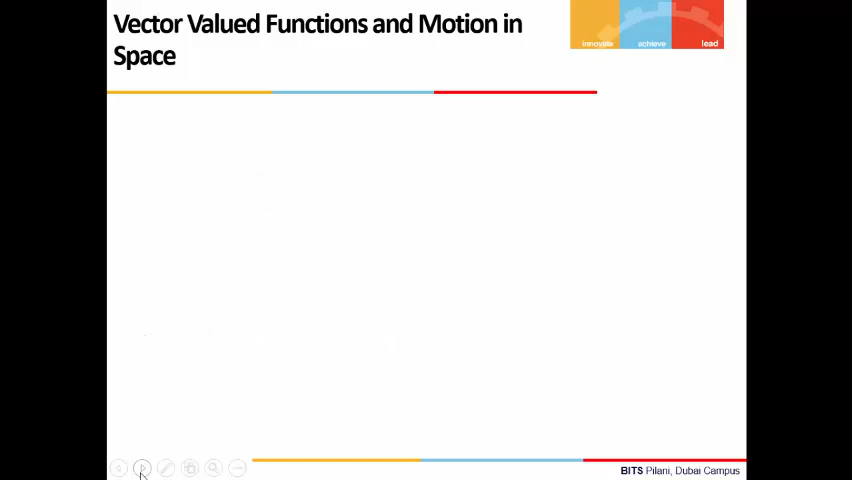 Vector Valued Functions and Motion in
Space
innovate achieve lead
BITS Pilani, Dubai Campus